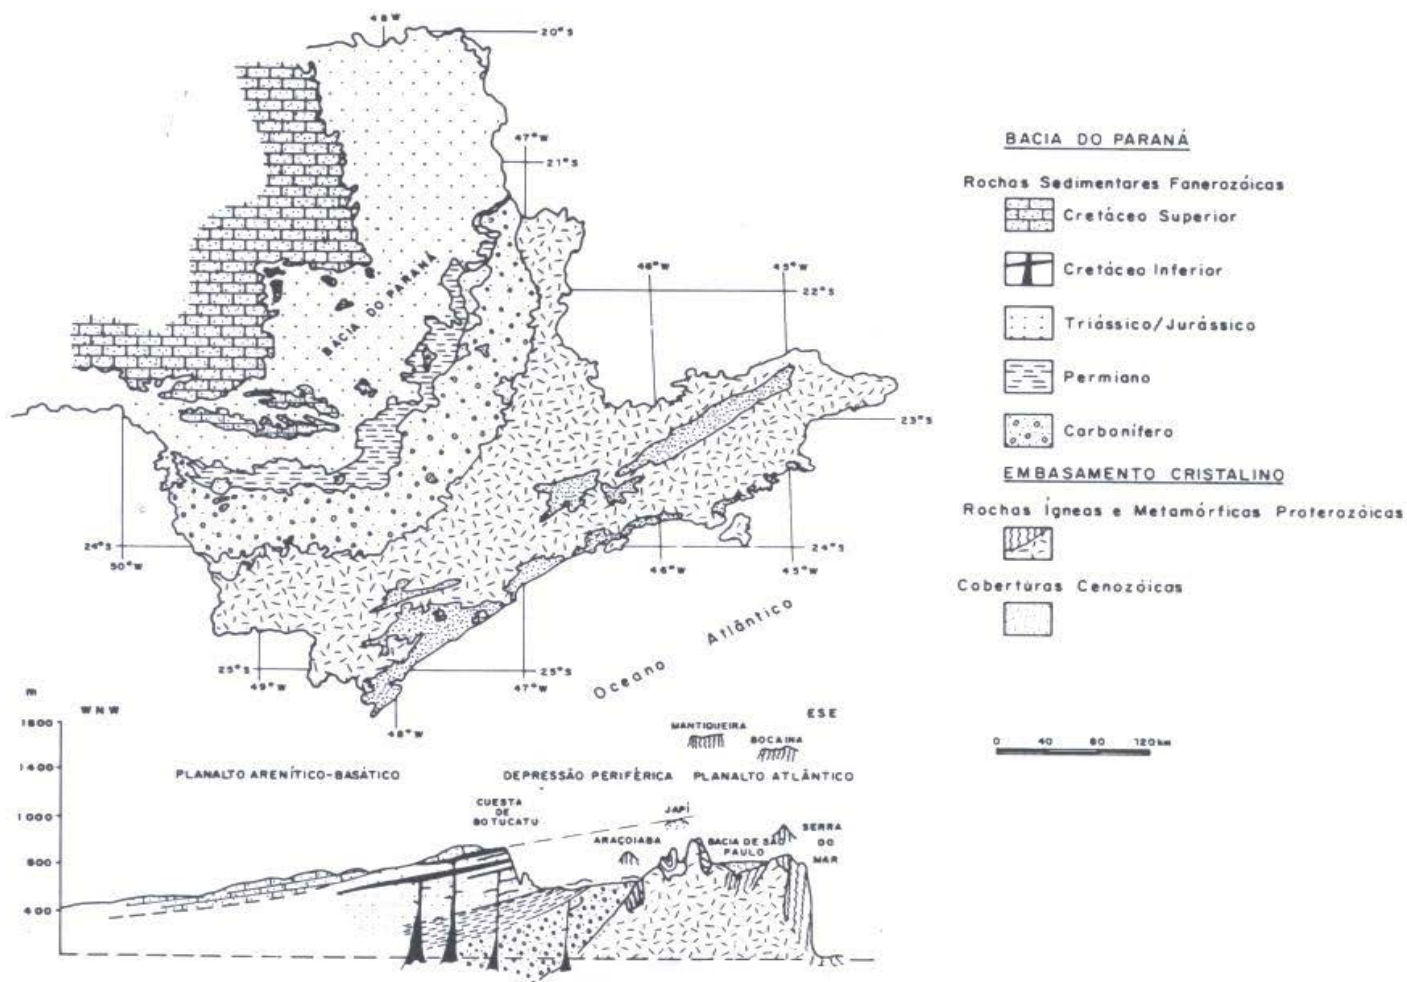 48°W
20°S
47°W
21°S
BACIA DO PARANÁ
46°W
45°W
22°S
23°S
24°S
50°W
46°W
45°W
24°S
25°S
49°W
48°W
47°W
25°S
Oceano Atlântico
BACIA DO PARANÁ
Rochas Sedimentares Fanerozóicas
Cretáceo Superior
Cretáceo Inferior
Triássico/Jurássico
Permiano
Carbonífero
EMBASAMENTO CRISTALINO
Rochas Ígneas e Metamórficas Proterozóicas
Coberturas Cenozóicas
0 40 80 120 km
m
WNW
ESE
1400
1000
400
MANTIQUEIRA
BOCAINA
PLANALTO ARENÍTICO-BASÁTICO
DEPRESSÃO PERIFÉRICA
PLANALTO ATLÂNTICO
CUESTA
DE
BOTUCATU
JAPÍ
ARAÇOIABA
BACIA DE SÃO
PAULO
SERRA
DO
MAR